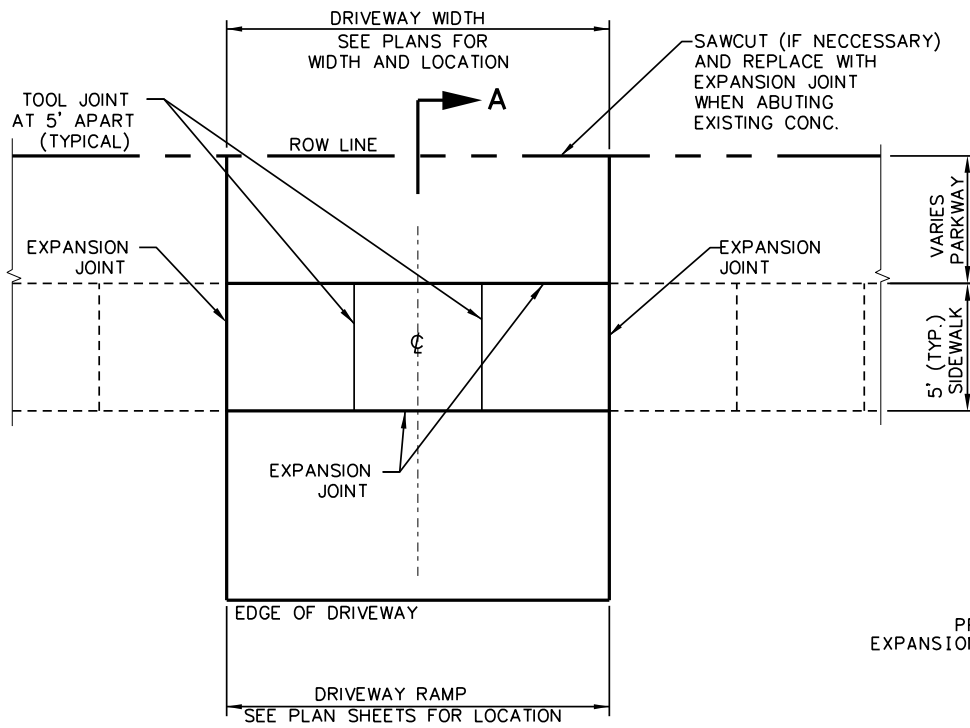 DRIVEWAY WIDTH
SEE PLANS FOR
WIDTH AND LOCATION
SAWCUT (IF NECCESSARY)
AND REPLACE WITH
EXPANSION JOINT
WHEN ABUTING
EXISTING CONC.
TOOL JOINT
AT 5' APART
(TYPICAL)
A
ROW LINE
VARIES
PARKWAY
EXPANSION
JOINT
EXPANSION
JOINT
5' (TYP.)
SIDEWALK
℄
EXPANSION
JOINT
EDGE OF DRIVEWAY
EXPANSION
DRIVEWAY RAMP
SEE PLAN SHEETS FOR LOCATION